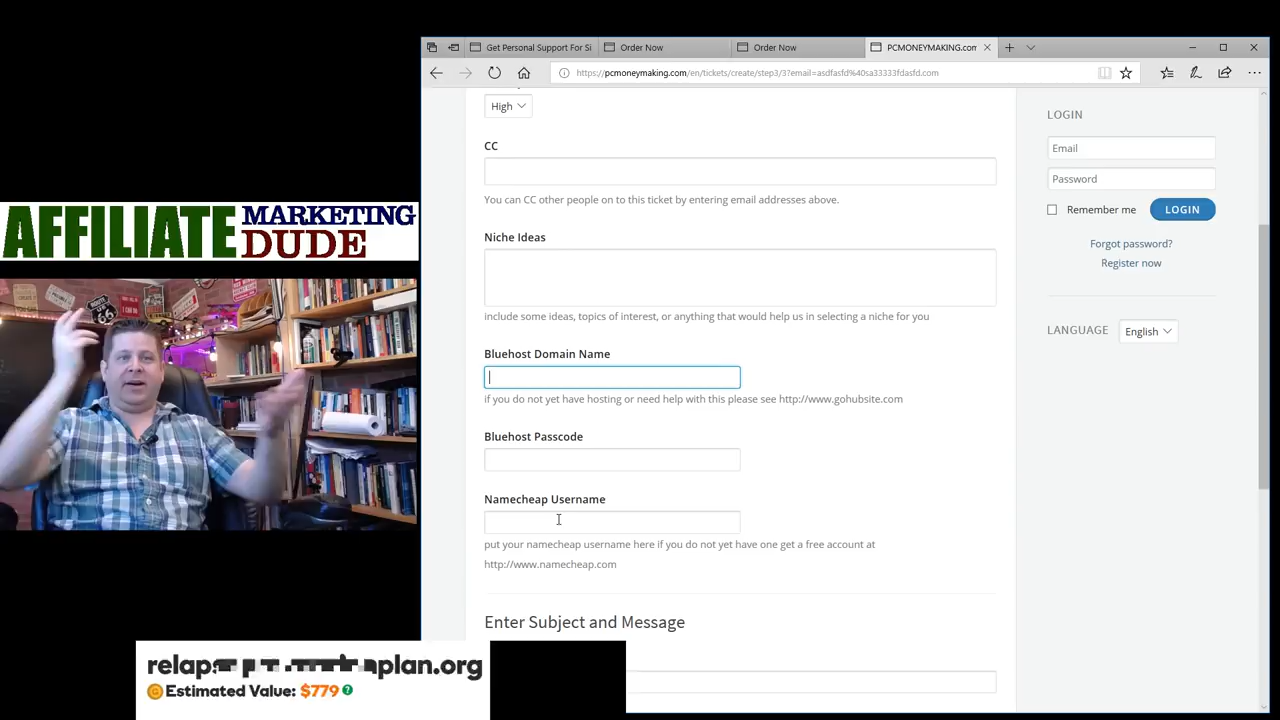 Get Personal Support For Si
Order Now
Order Now
PCMONEYMAKING.com
https://pcmoneymaking.com/en/tickets/create/step3/3?email=asdfasfd%40sa33333fdasfd.com
High
CC
You can CC other people on to this ticket by entering email addresses above.
Niche Ideas
include some ideas, topics of interest, or anything that would help us in selecting a niche for you
Bluehost Domain Name
if you do not yet have hosting or need help with this please see http://www.gohubsite.com
Bluehost Passcode
Namecheap Username
put your namecheap username here if you do not yet have one get a free account at
http://www.namecheap.com
Enter Subject and Message
LOGIN
Email
Password
Remember me
LOGIN
Forgot password?
Register now
LANGUAGE
English
AFFILIATE MARKETING
DUDE
ROUTE
66
Estimated Value: $779